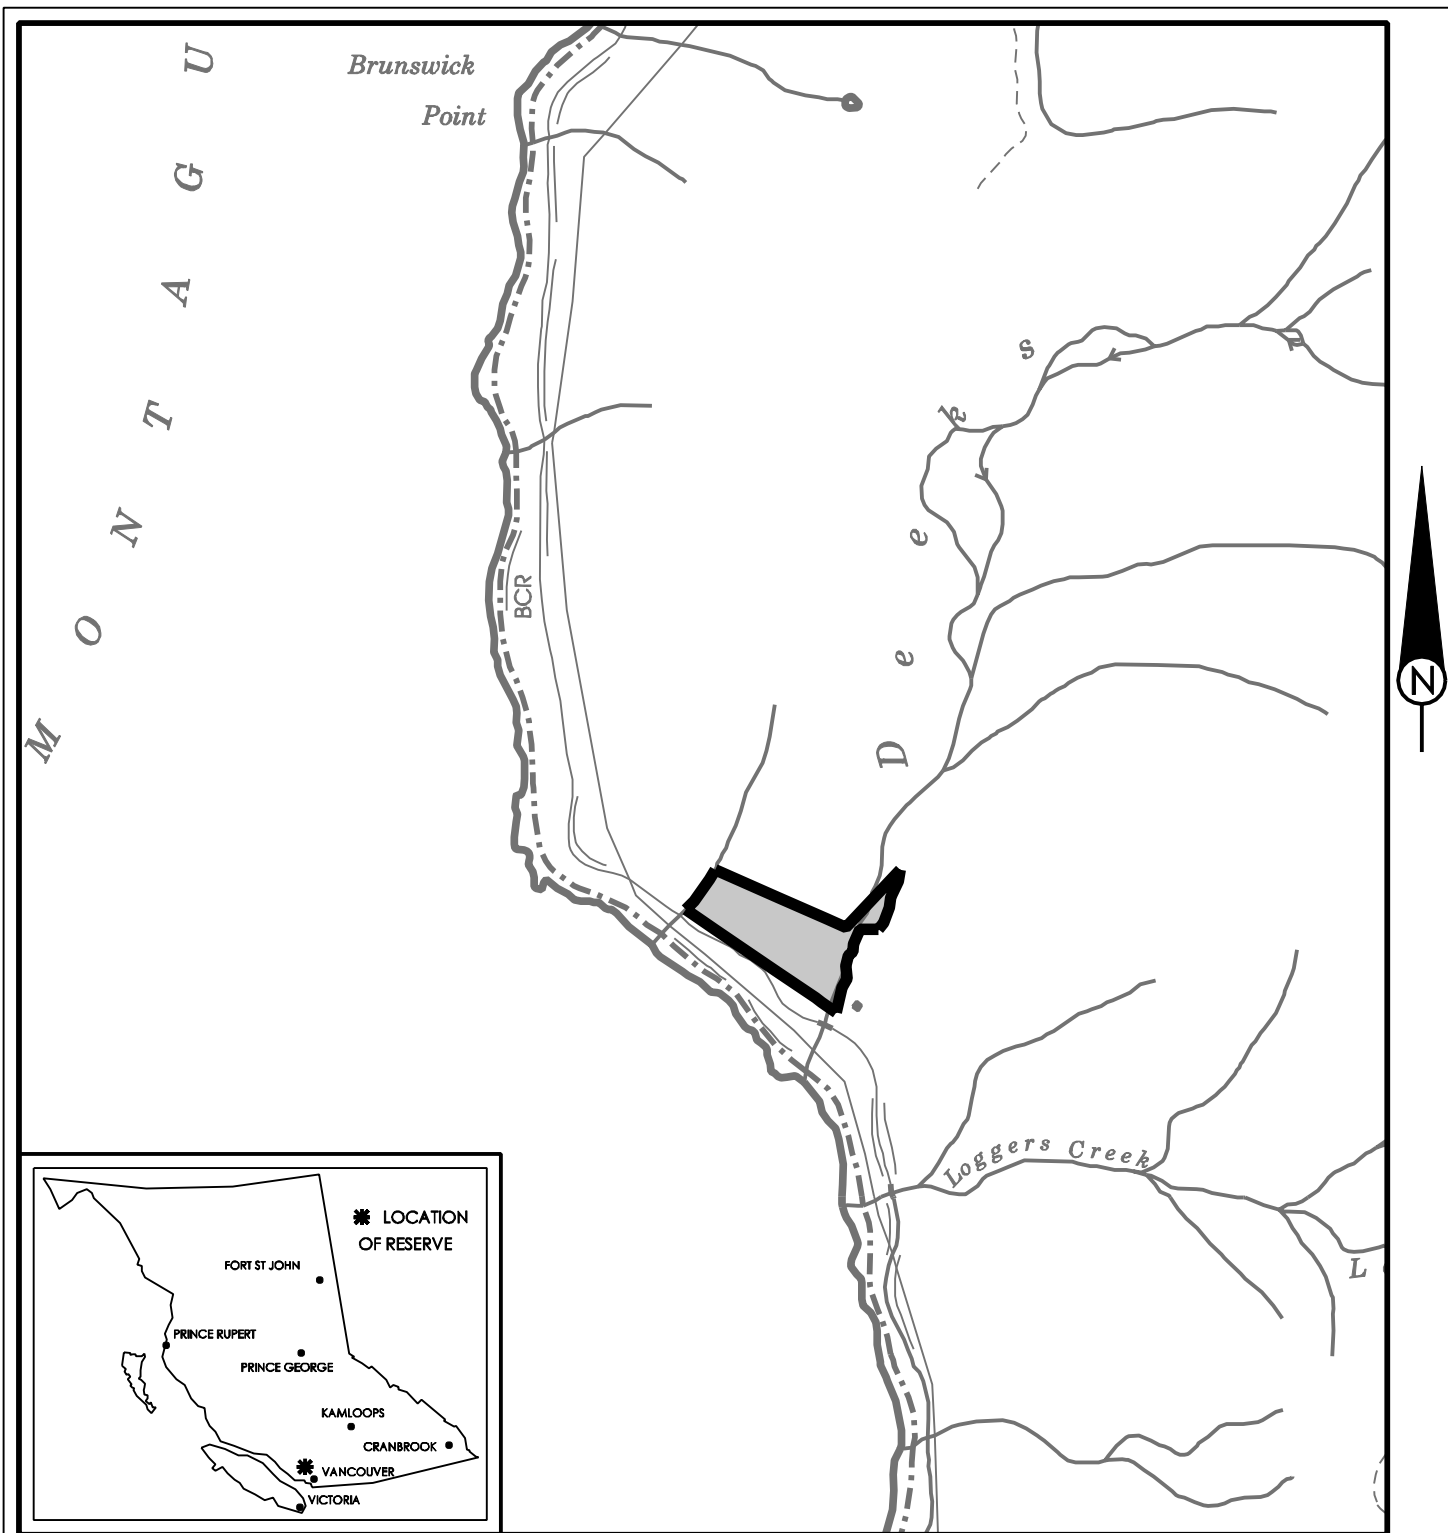 Brunswick
Point
M O N T A G U
D e e k s
BCR
N
Loggers Creek
L
LOCATION
OF RESERVE
FORT ST JOHN
PRINCE RUPERT
PRINCE GEORGE
KAMLOOPS
CRANBROOK
VANCOUVER
VICTORIA